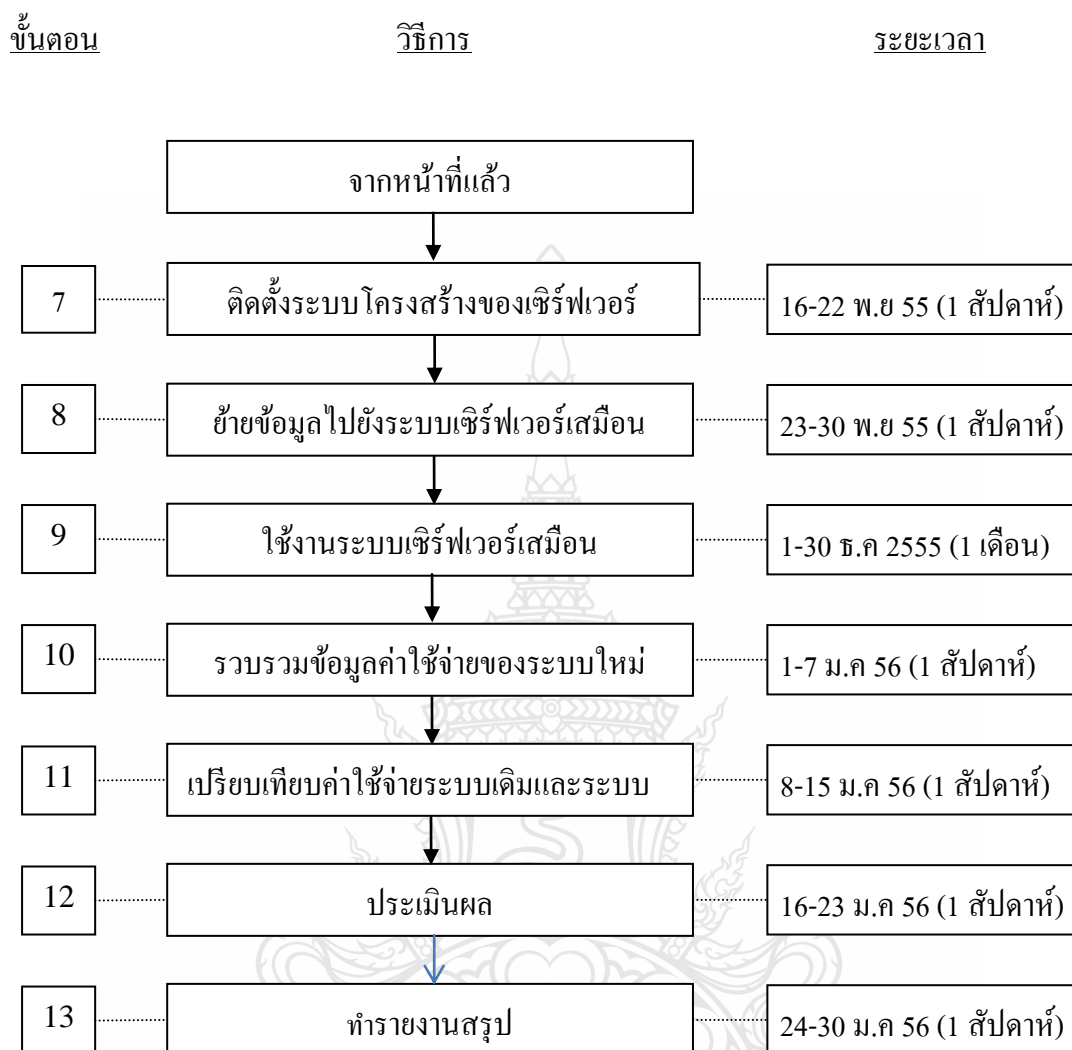 ขั้นตอน วิธีการ ระยะเวลา
จากหน้าที่แล้ว
7 ติดตั้งระบบโครงสร้างของเซิร์ฟเวอร์ 16-22 พ.ย 55 (1 สัปดาห์)
8 ย้ายข้อมูลไปยังระบบเซิร์ฟเวอร์เสมือน 23-30 พ.ย 55 (1 สัปดาห์)
9 ใช้งานระบบเซิร์ฟเวอร์เสมือน 1-30 ธ.ค 2555 (1 เดือน)
10 รวบรวมข้อมูลค่าใช้จ่ายของระบบใหม่ 1-7 ม.ค 56 (1 สัปดาห์)
11 เปรียบเทียบค่าใช้จ่ายระบบเดิมและระบบ 8-15 ม.ค 56 (1 สัปดาห์)
12 ประเมินผล 16-23 ม.ค 56 (1 สัปดาห์)
13 ทำรายงานสรุป 24-30 ม.ค 56 (1 สัปดาห์)